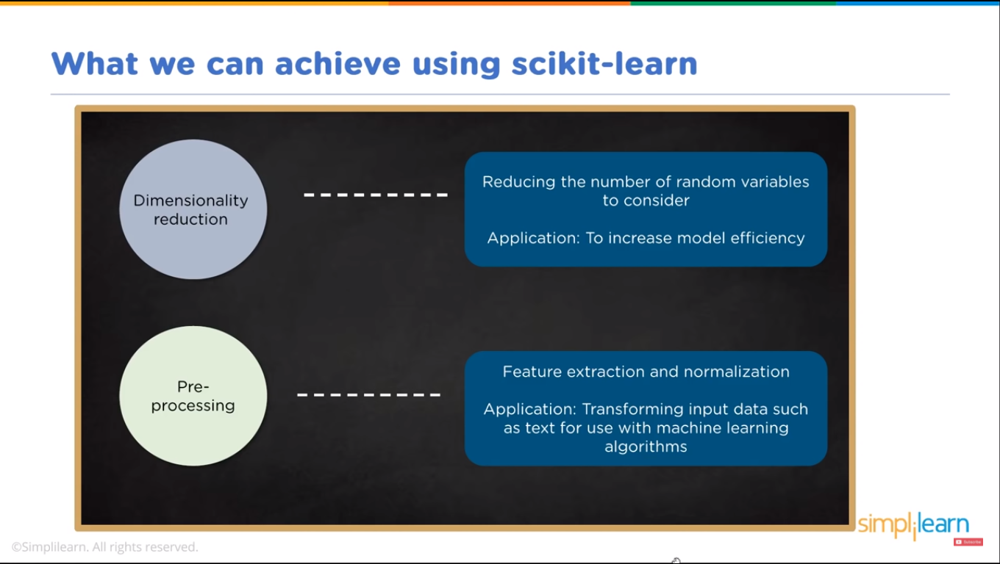 What we can achieve using scikit-learn
Dimensionality
reduction
Reducing the number of random variables
to consider
Application: To increase model efficiency
Pre-
processing
Feature extraction and normalization
Application: Transforming input data such
as text for use with machine learning
algorithms
simplilearn
Subscribe
©Simplilearn. All rights reserved.